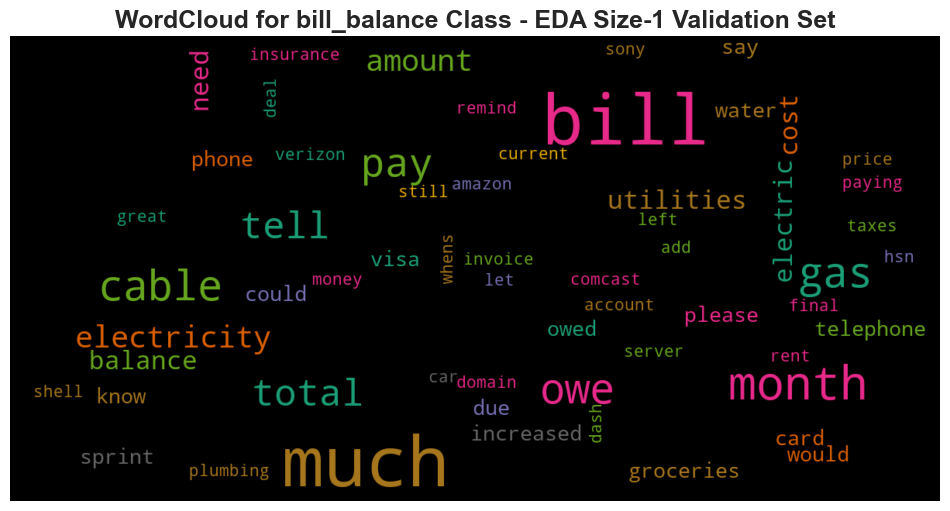 WordCloud for bill_balance Class - EDA Size-1 Validation Set
need
insurance
deal
amount
sony
say
remind
bill
water
cost
phone
verizon
pay
current
price
still
amazon
paying
utilities
electric
great
tell
left
taxes
visa
whens
invoice
add
hsn
cable
could
money
let
comcast
gas
account
please
final
electricity
owed
telephone
balance
server
rent
shell
know
total
car
domain
owe
month
due
dash
sprint
increased
card
would
plumbing
much
groceries